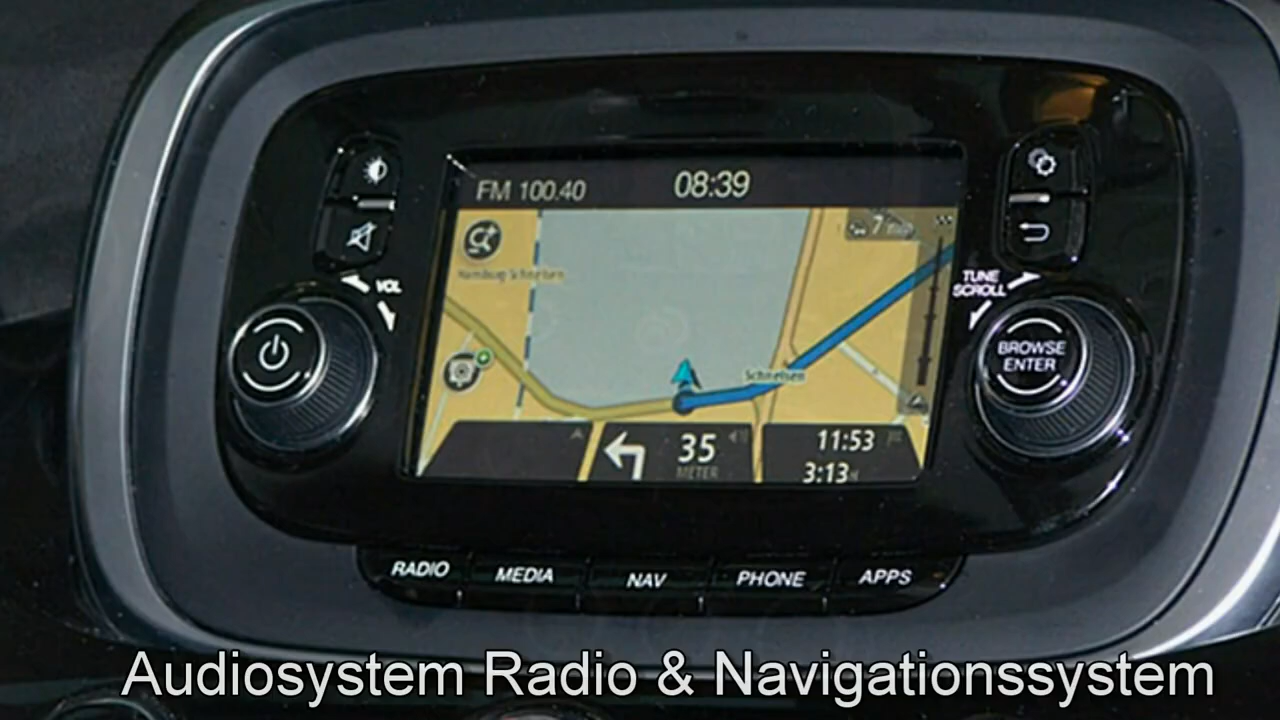 FM 100.40
08:39
VOL
TUNE
SCROLL
BROWSE
ENTER
Schnelsen
35
METER
11:53
3:13
RADIO
MEDIA
NAV
PHONE
APPS
Audiosystem Radio & Navigationssystem